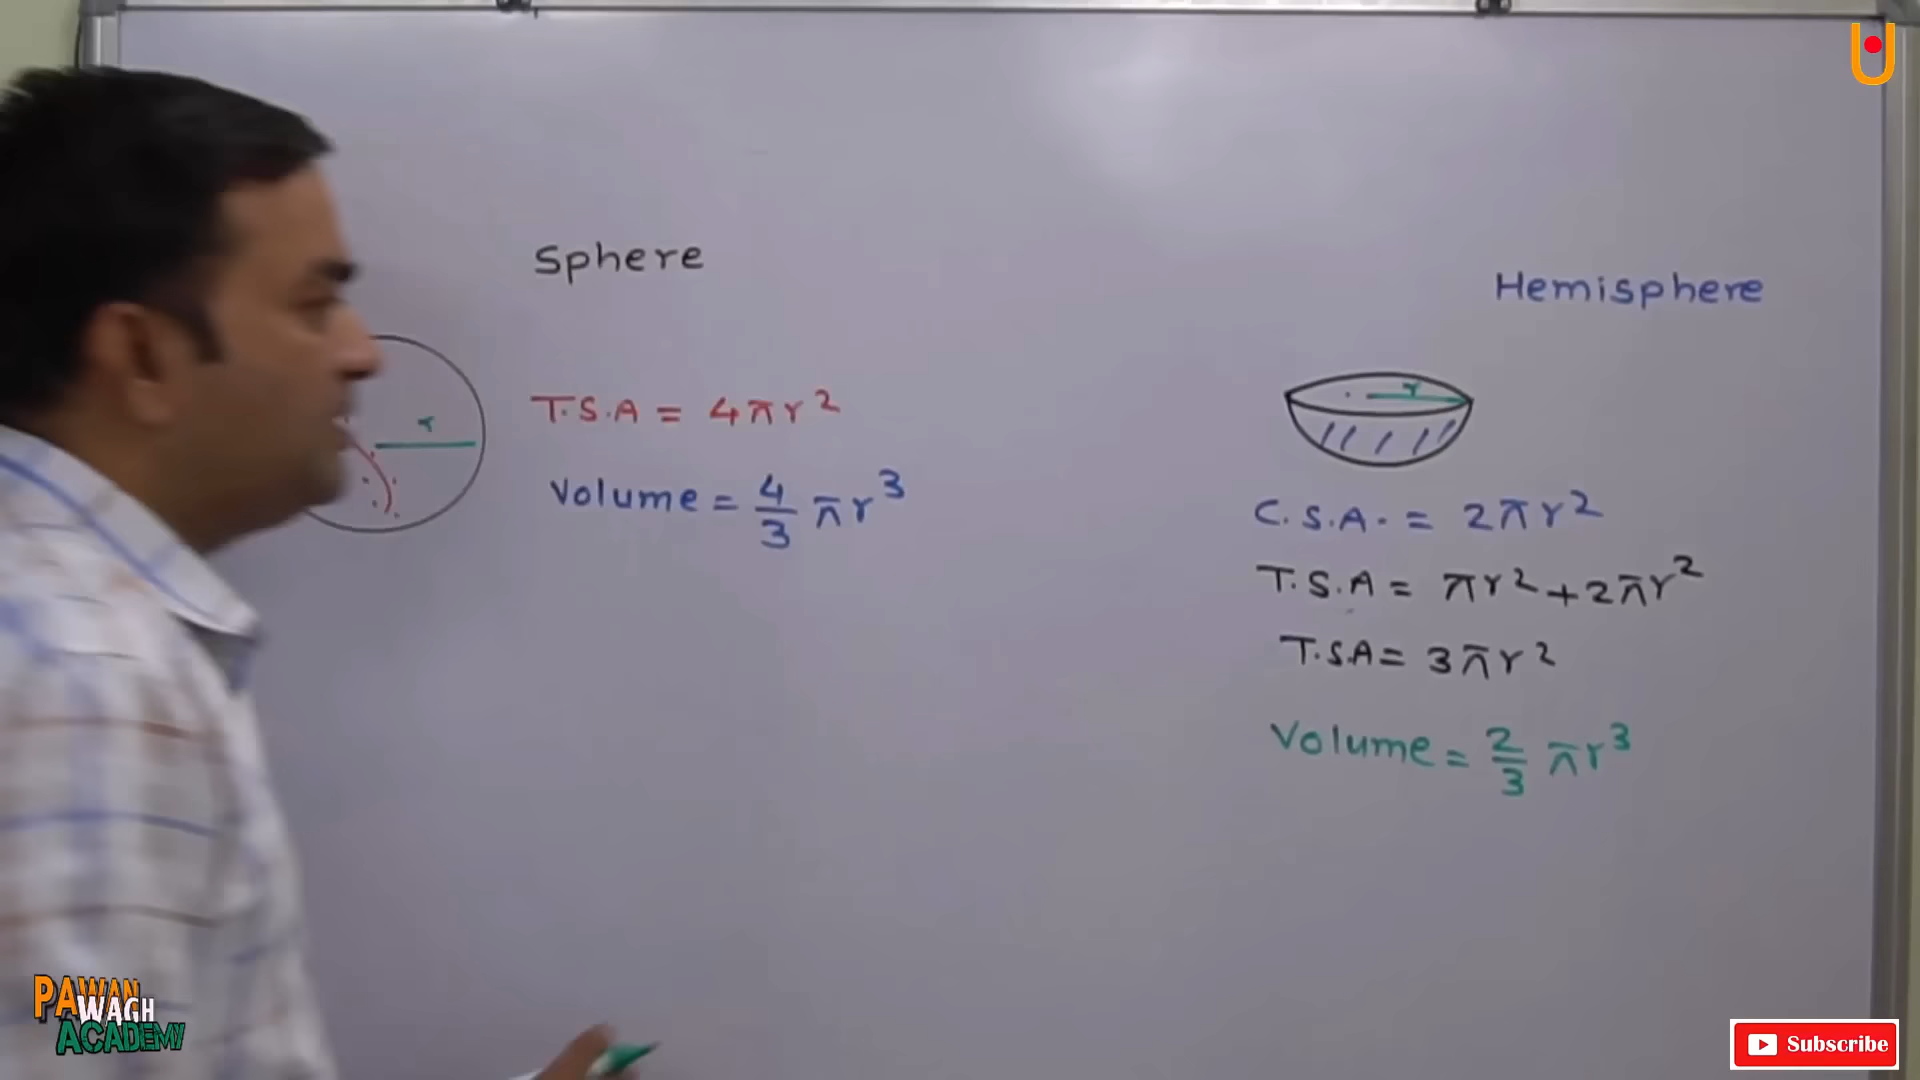 Sphere
r
T.S.A = 4πr²
Volume = 4/3 πr³
Hemisphere
r
C.S.A. = 2πr²
T.S.A = πr² + 2πr²
T.S.A = 3πr²
Volume = 2/3 πr³
PAWAN
WAGH
ACADEMY
Subscribe